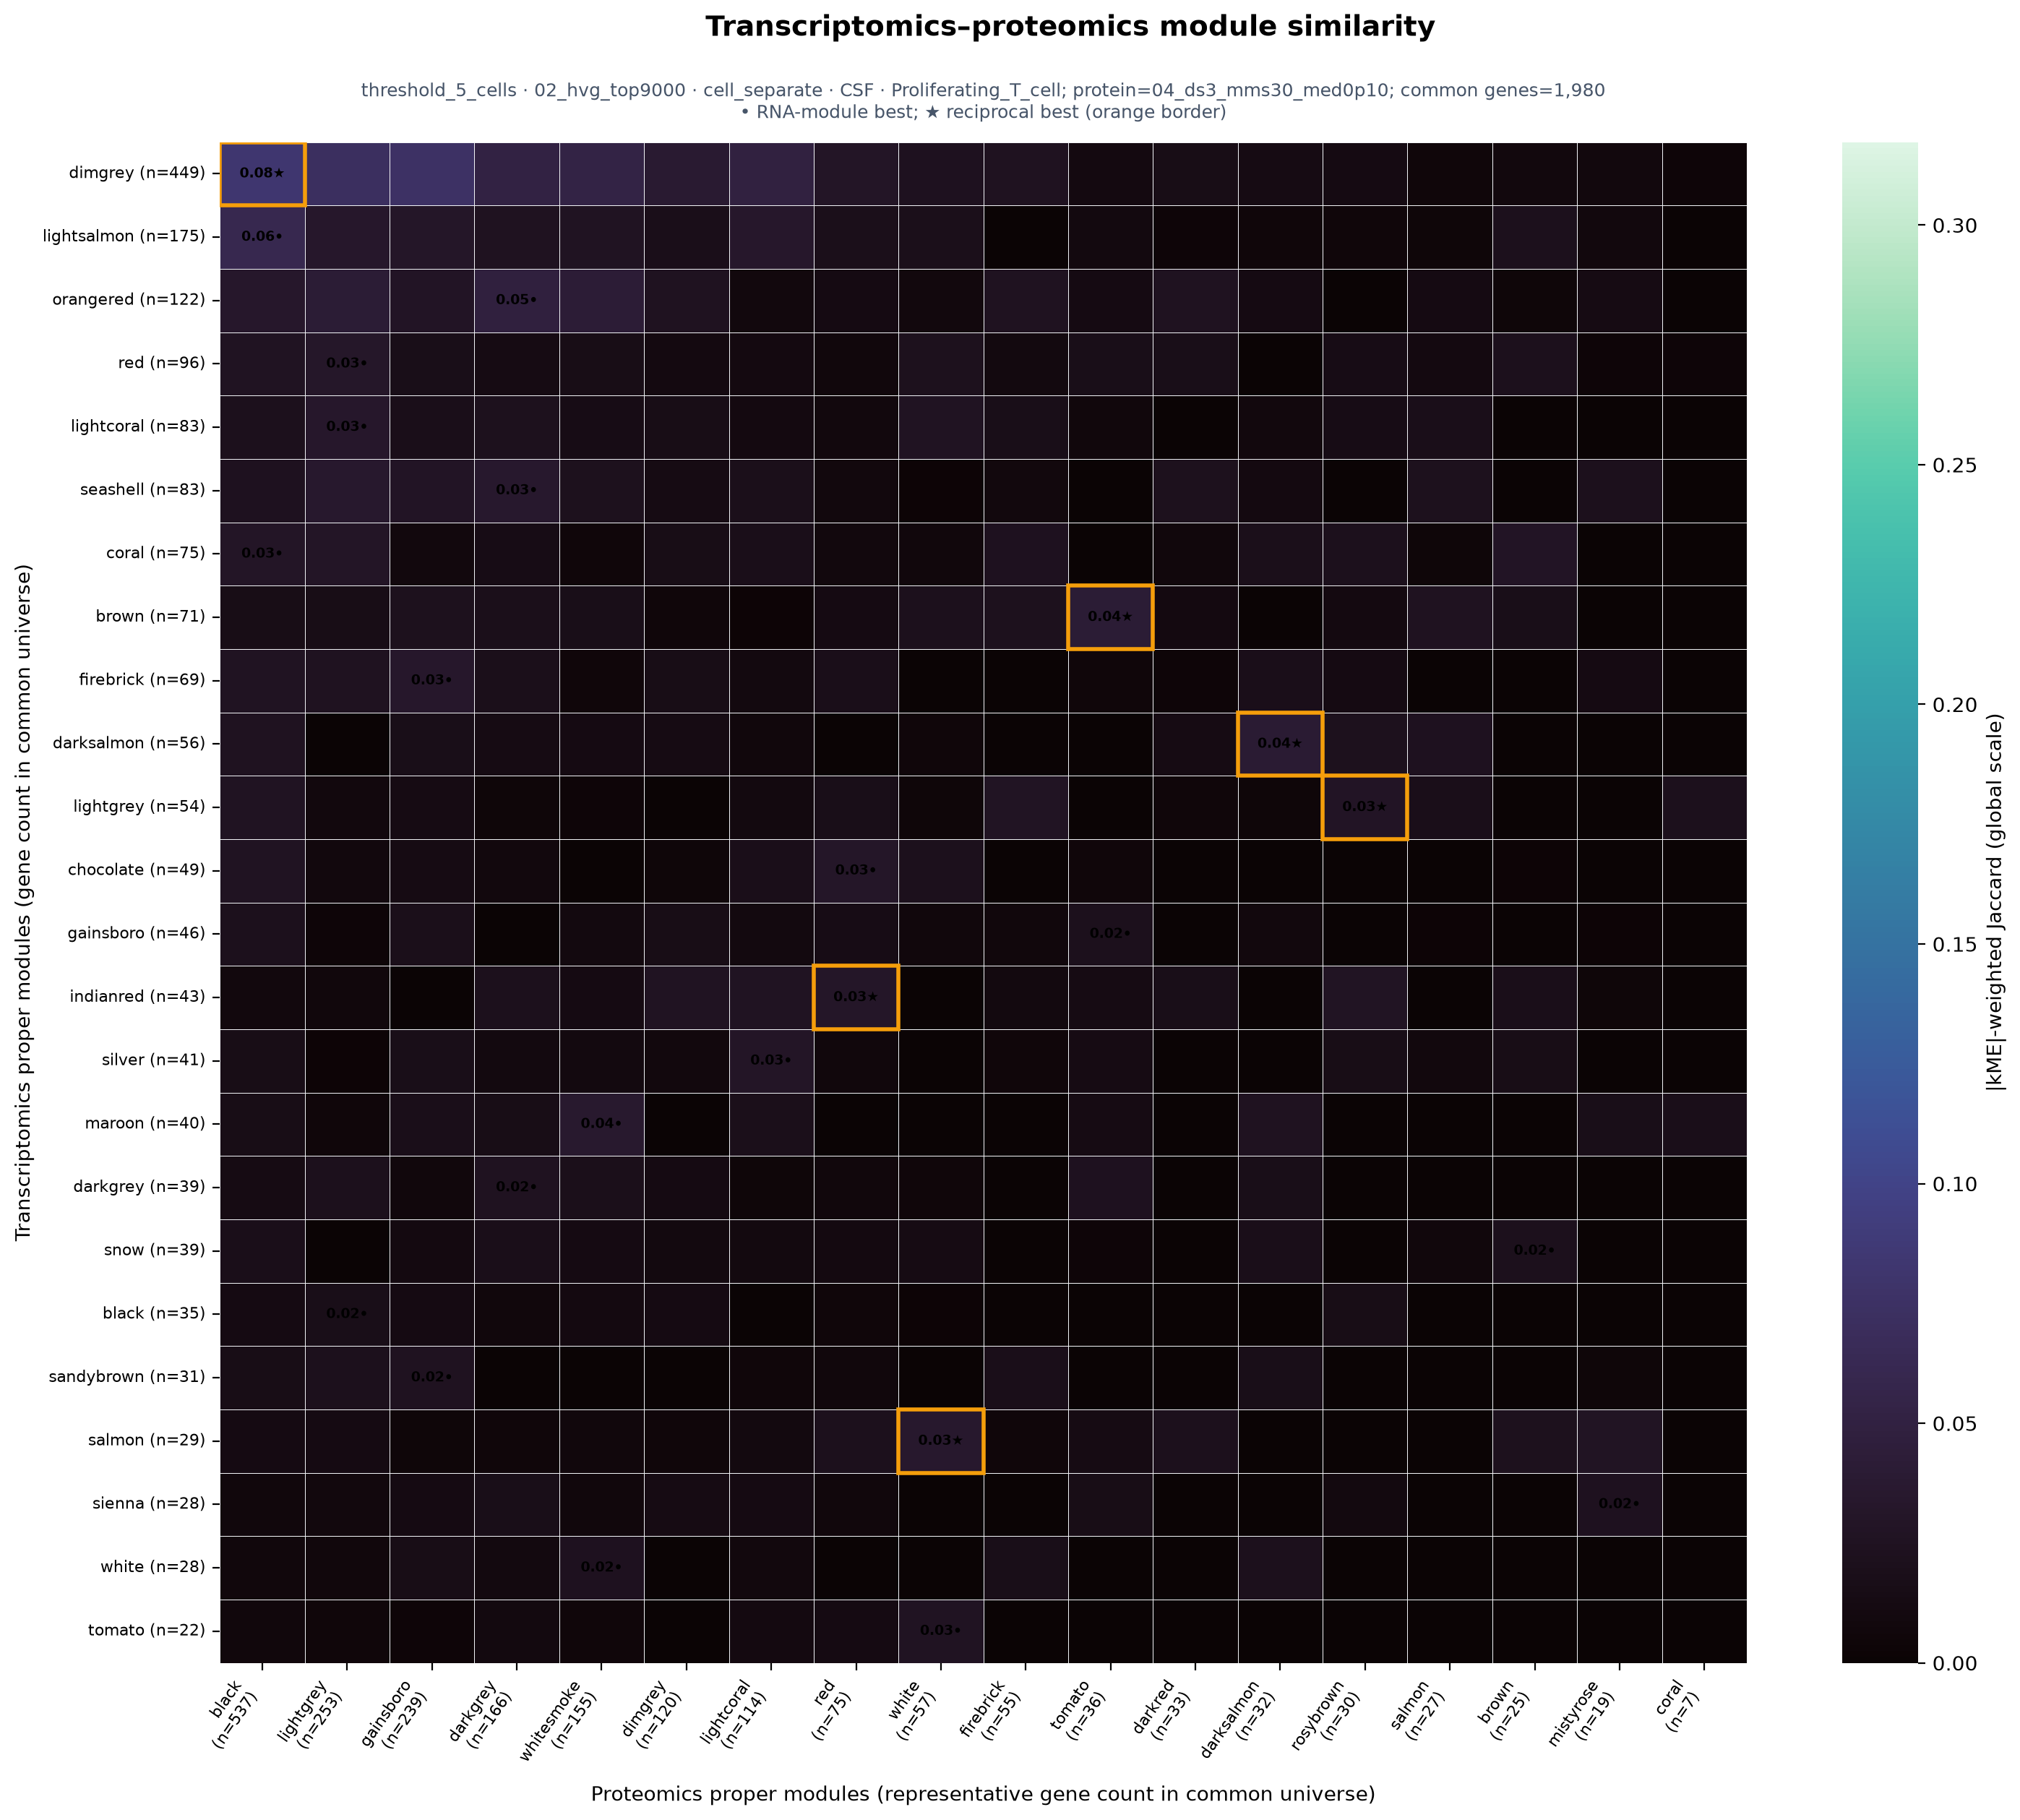 Transcriptomics–proteomics module similarity
threshold_5_cells · 02_hvg_top9000 · cell_separate · CSF · Proliferating_T_cell; protein=04_ds3_mms30_med0p10; common genes=1,980
• RNA-module best; ★ reciprocal best (orange border)
Transcriptomics proper modules (gene count in common universe)
dimgrey (n=449)
0.08★
lightsalmon (n=175)
0.06•
orangered (n=122)
0.05•
red (n=96)
0.03•
lightcoral (n=83)
0.03•
seashell (n=83)
0.03•
coral (n=75)
0.03•
brown (n=71)
0.04★
firebrick (n=69)
0.03•
darksalmon (n=56)
0.04★
lightgrey (n=54)
0.03★
chocolate (n=49)
0.03•
gainsboro (n=46)
0.02•
indianred (n=43)
0.03★
silver (n=41)
0.03•
maroon (n=40)
0.04•
darkgrey (n=39)
0.02•
snow (n=39)
0.02•
black (n=35)
0.02•
sandybrown (n=31)
0.02•
salmon (n=29)
0.03★
sienna (n=28)
0.02•
white (n=28)
0.02•
tomato (n=22)
0.03•
black
(n=537)
lightgrey
(n=253)
gainsboro
(n=239)
darkgrey
(n=166)
whitesmoke
(n=155)
dimgrey
(n=120)
lightcoral
(n=114)
red
(n=75)
white
(n=57)
firebrick
(n=55)
tomato
(n=36)
darkred
(n=33)
darksalmon
(n=32)
rosybrown
(n=30)
salmon
(n=27)
brown
(n=25)
mistyrose
(n=19)
coral
(n=7)
Proteomics proper modules (representative gene count in common universe)
0.30
0.25
0.20
0.15
0.10
0.05
0.00
|kME|-weighted Jaccard (global scale)